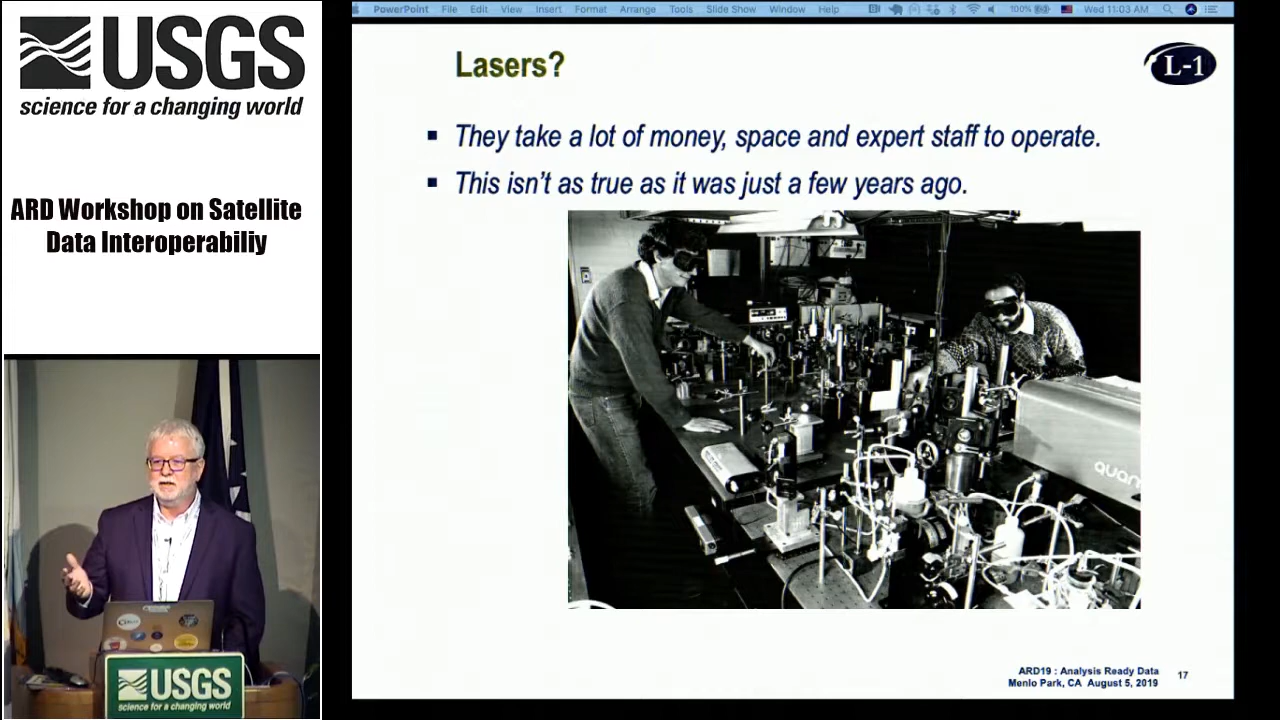 USGS
science for a changing world
ARD Workshop on Satellite
Data Interoperabiliy
USGS
science for a changing world
PowerPoint File Edit View Insert Format Arrange Tools Slide Show Window Help 100% Wed 11:03 AM
Lasers?
L-1
They take a lot of money, space and expert staff to operate.
This isn't as true as it was just a few years ago.
ARD19 : Analysis Ready Data
Menlo Park, CA August 5, 2019
17